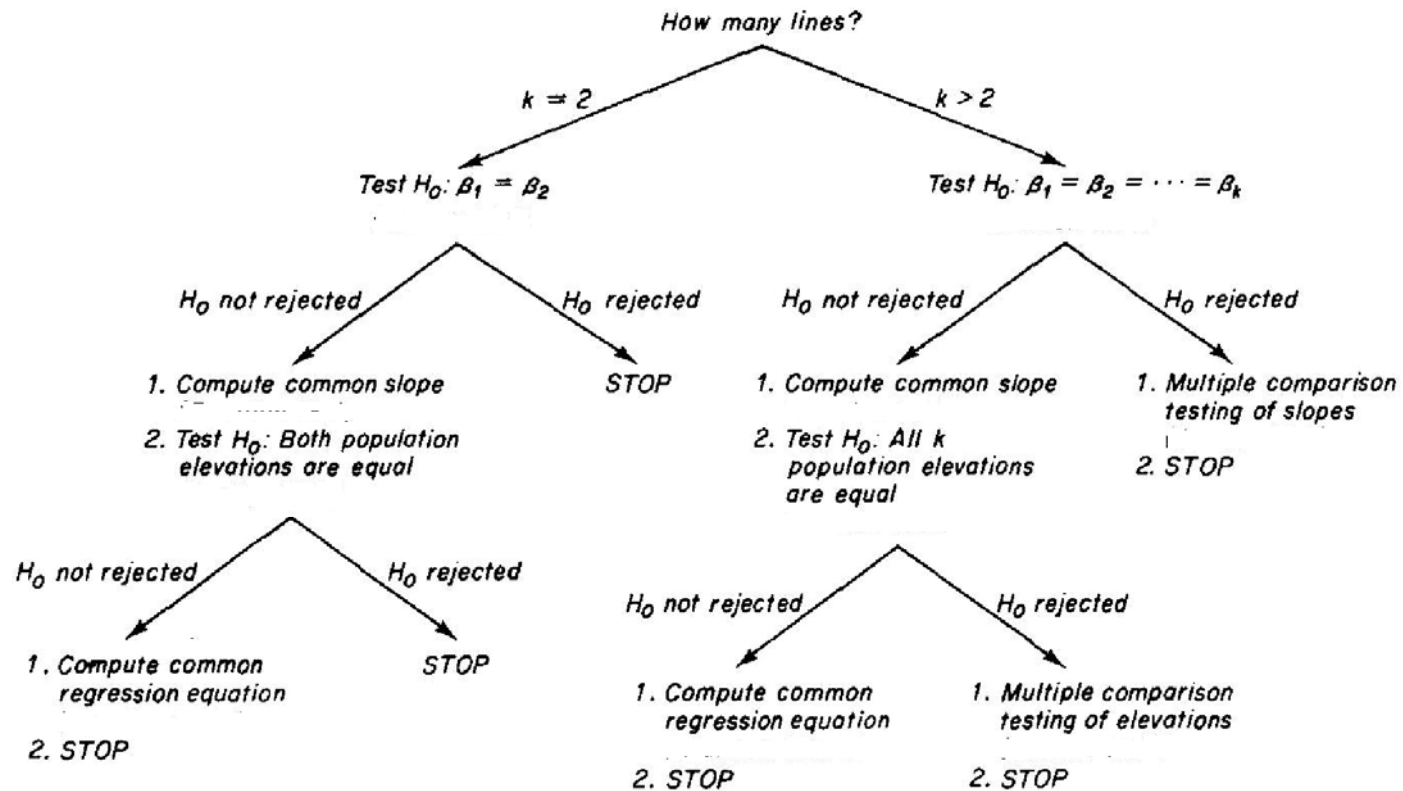 How many lines?
k = 2
k > 2
Test H₀: β₁ = β₂
Test H₀: β₁ = β₂ = ··· = βₖ
H₀ not rejected
H₀ rejected
H₀ not rejected
H₀ rejected
1. Compute common slope
2. Test H₀: Both population
elevations are equal
STOP
1. Compute common slope
2. Test H₀: All k
population elevations
are equal
1. Multiple comparison
testing of slopes
2. STOP
H₀ not rejected
H₀ rejected
H₀ not rejected
H₀ rejected
1. Compute common
regression equation
2. STOP
STOP
1. Compute common
regression equation
2. STOP
1. Multiple comparison
testing of elevations
2. STOP